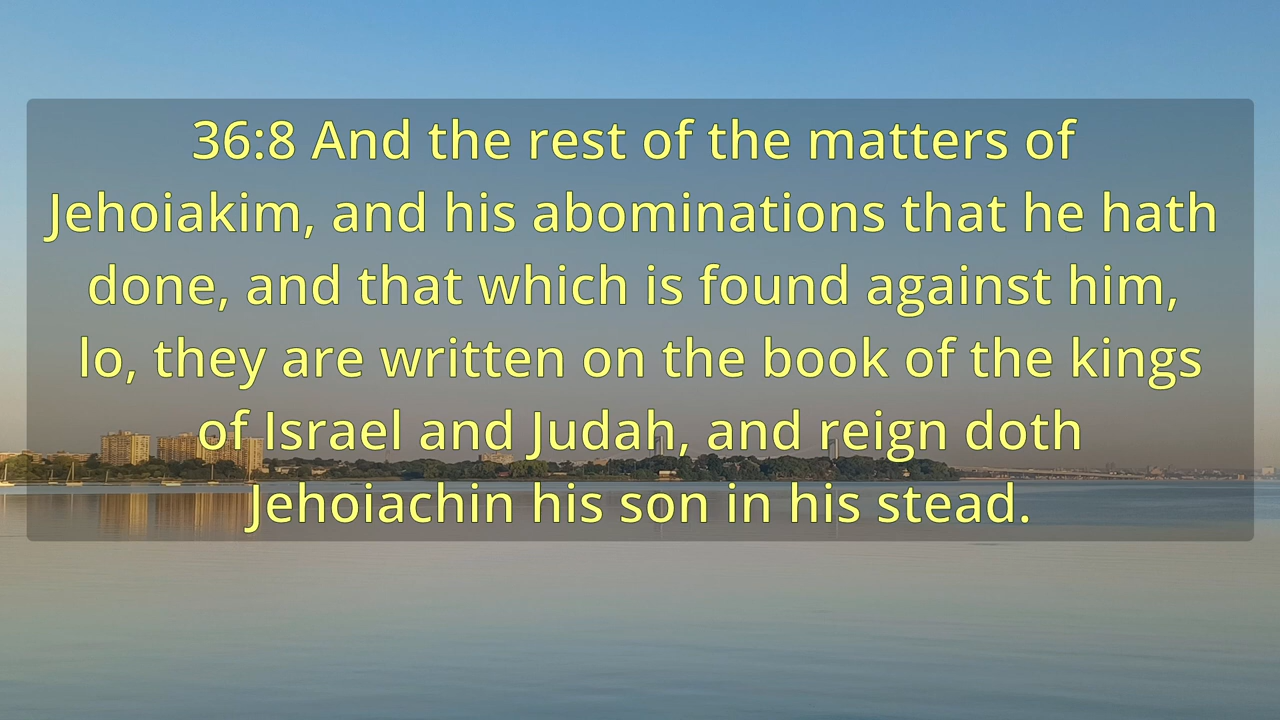 36:8 And the rest of the matters of
Jehoiakim, and his abominations that he hath
done, and that which is found against him,
lo, they are written on the book of the kings
of Israel and Judah, and reign doth
Jehoiachin his son in his stead.